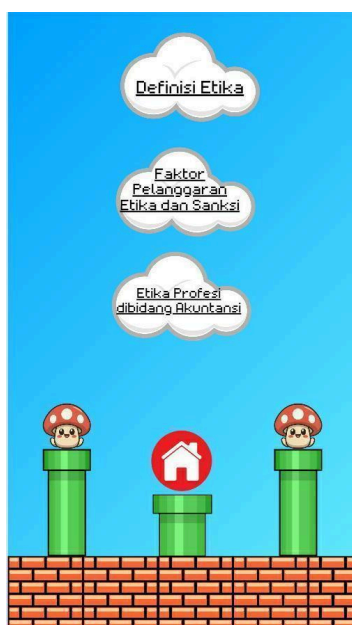 Definisi Etika
Faktor
Pelanggaran
Etika dan Sanksi
Etika Profesi
dibidang Akuntansi